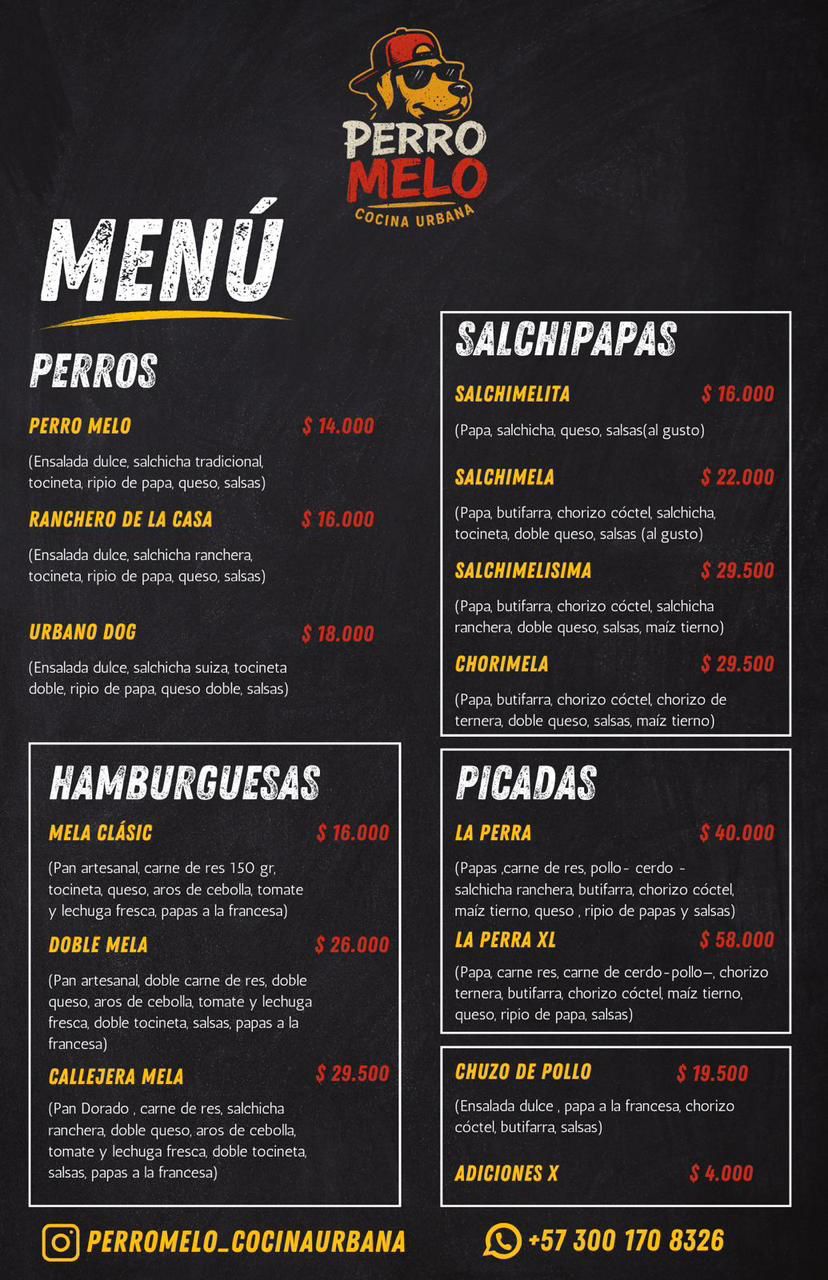 PERRO
MELO
COCINA URBANA
MENÚ
PERROS
PERRO MELO $ 14.000
(Ensalada dulce, salchicha tradicional,
tocineta, ripio de papa, queso, salsas)
RANCHERO DE LA CASA $ 16.000
(Ensalada dulce, salchicha ranchera,
tocineta, ripio de papa, queso, salsas)
URBANO DOG $ 18.000
(Ensalada dulce, salchicha suiza, tocineta
doble, ripio de papa, queso doble, salsas)
HAMBURGUESAS
MELA CLÁSIC $ 16.000
(Pan artesanal, carne de res 150 gr,
tocineta, queso, aros de cebolla, tomate
y lechuga fresca, papas a la francesa)
DOBLE MELA $ 26.000
(Pan artesanal, doble carne de res, doble
queso, aros de cebolla, tomate y lechuga
fresca, doble tocineta, salsas, papas a la
francesa)
CALLEJERA MELA $ 29.500
(Pan Dorado , carne de res, salchicha
ranchera, doble queso, aros de cebolla,
tomate y lechuga fresca, doble tocineta,
salsas, papas a la francesa)
SALCHIPAPAS
SALCHIMELITA $ 16.000
(Papa, salchicha, queso, salsas(al gusto)
SALCHIMELA $ 22.000
(Papa, butifarra, chorizo cóctel, salchicha,
tocineta, doble queso, salsas (al gusto)
SALCHIMELISIMA $ 29.500
(Papa, butifarra, chorizo cóctel, salchicha
ranchera, doble queso, salsas, maíz tierno)
CHORIMELA $ 29.500
(Papa, butifarra, chorizo cóctel, chorizo de
ternera, doble queso, salsas, maíz tierno)
PICADAS
LA PERRA $ 40.000
(Papas ,carne de res, pollo- cerdo -
salchicha ranchera, butifarra, chorizo cóctel,
maíz tierno, queso , ripio de papas y salsas)
LA PERRA XL $ 58.000
(Papa, carne res, carne de cerdo-pollo–, chorizo
ternera, butifarra, chorizo cóctel, maíz tierno,
queso, ripio de papa, salsas)
CHUZO DE POLLO $ 19.500
(Ensalada dulce , papa a la francesa, chorizo
cóctel, butifarra, salsas)
ADICIONES X $ 4.000
PERROMELO_COCINAURBANA
+57 300 170 8326